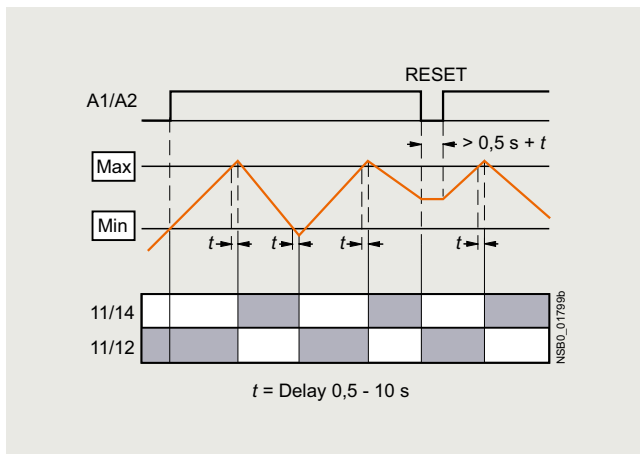 RESET
A1/A2
> 0,5 s + t
Max
Min
t t t t
11/14
11/12
NSB0_01799b
t = Delay 0,5 - 10 s